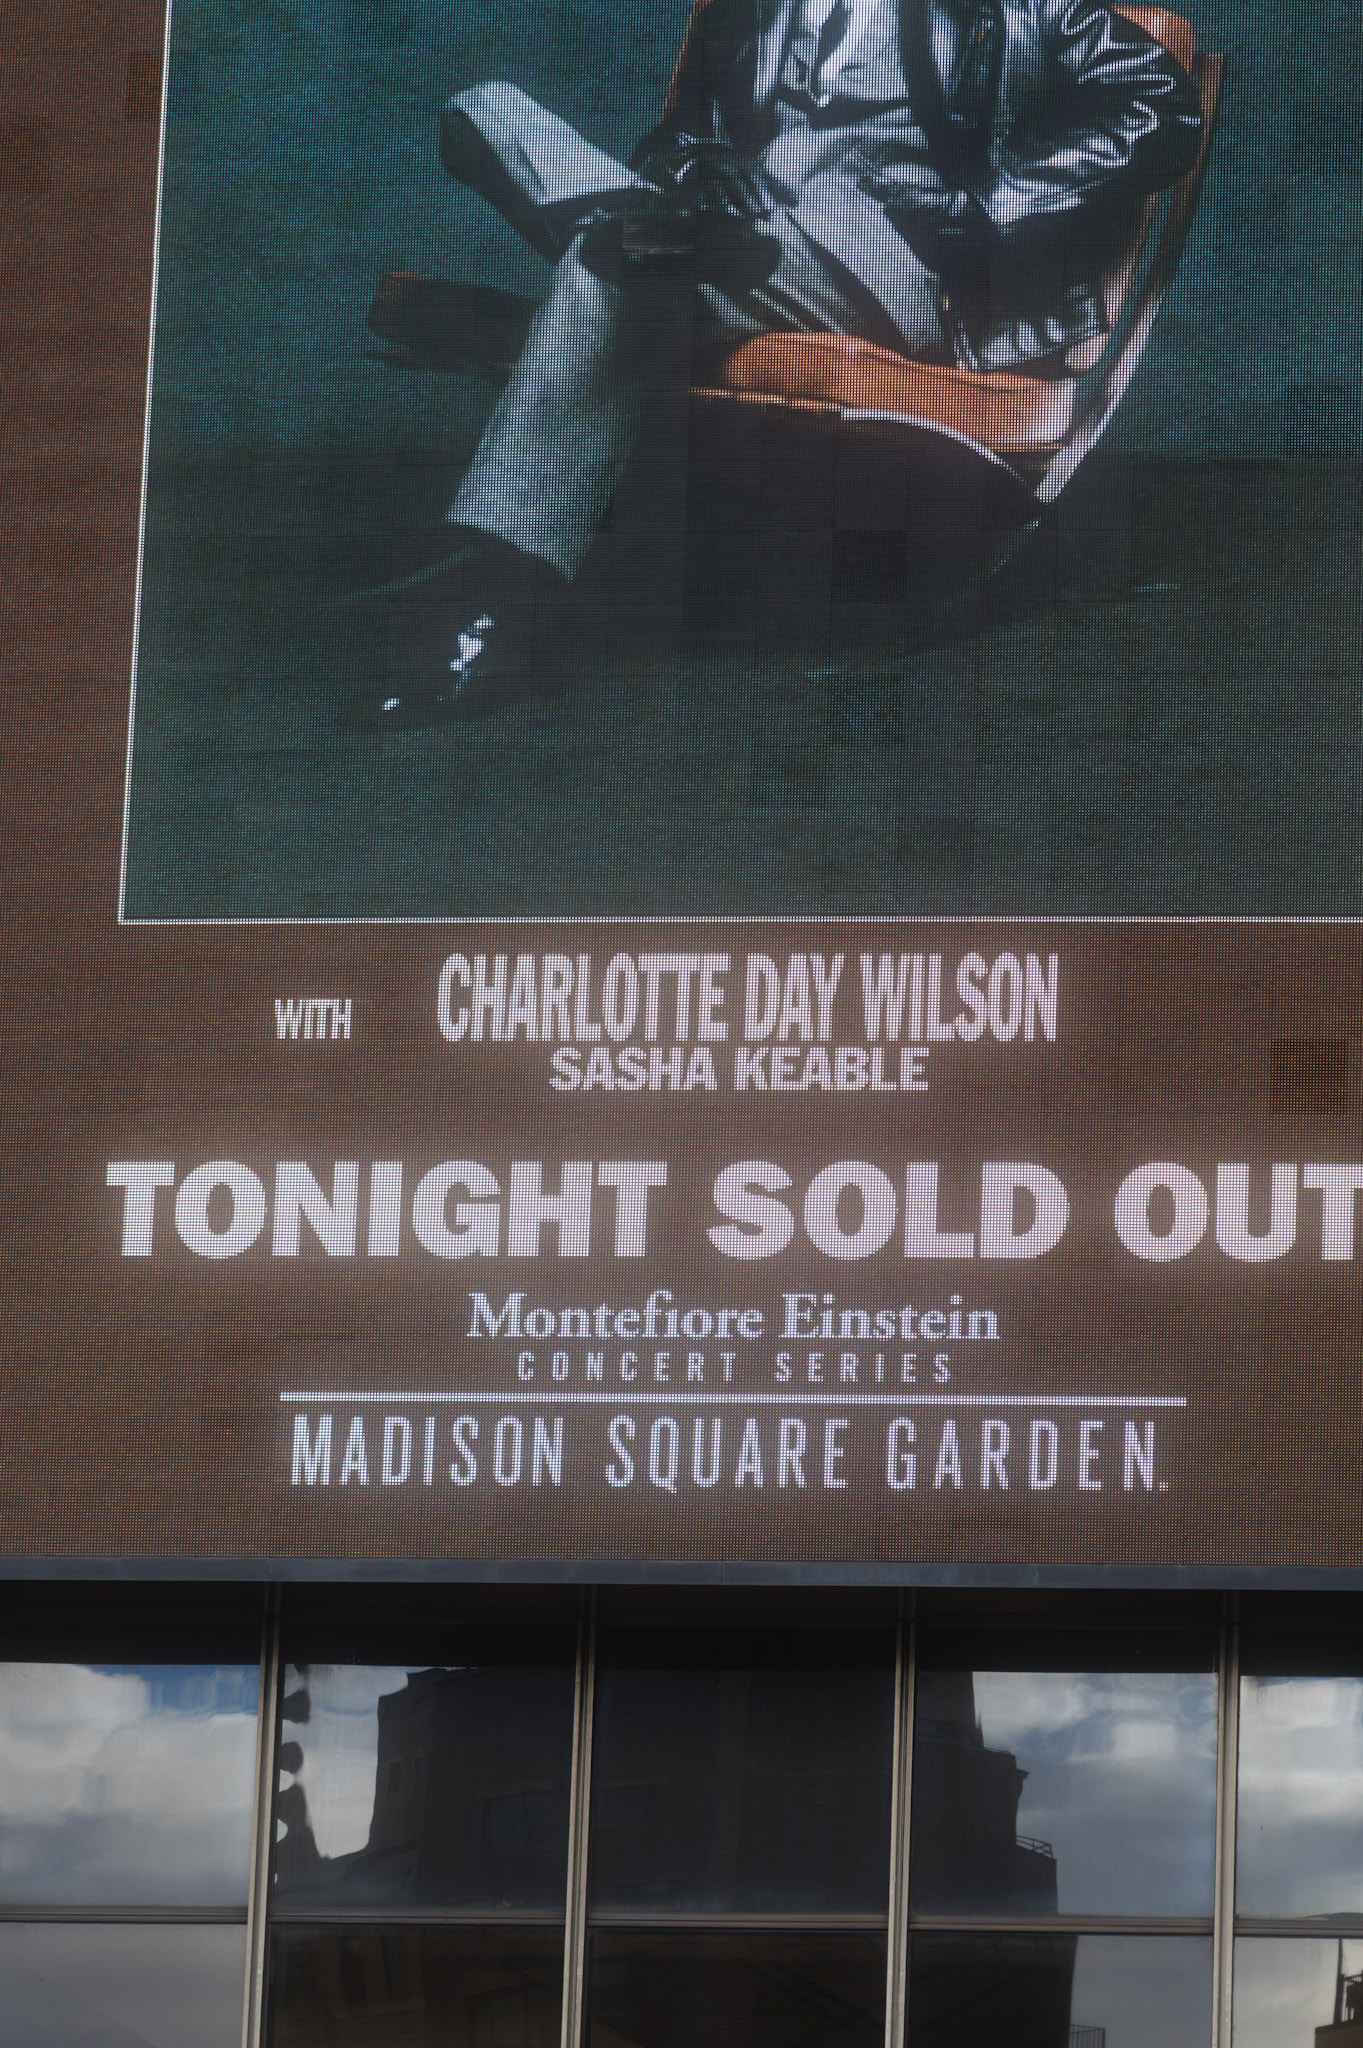 WITH CHARLOTTE DAY WILSON
SASHA KEABLE
TONIGHT SOLD OUT
Montefiore Einstein
CONCERT SERIES
MADISON SQUARE GARDEN.